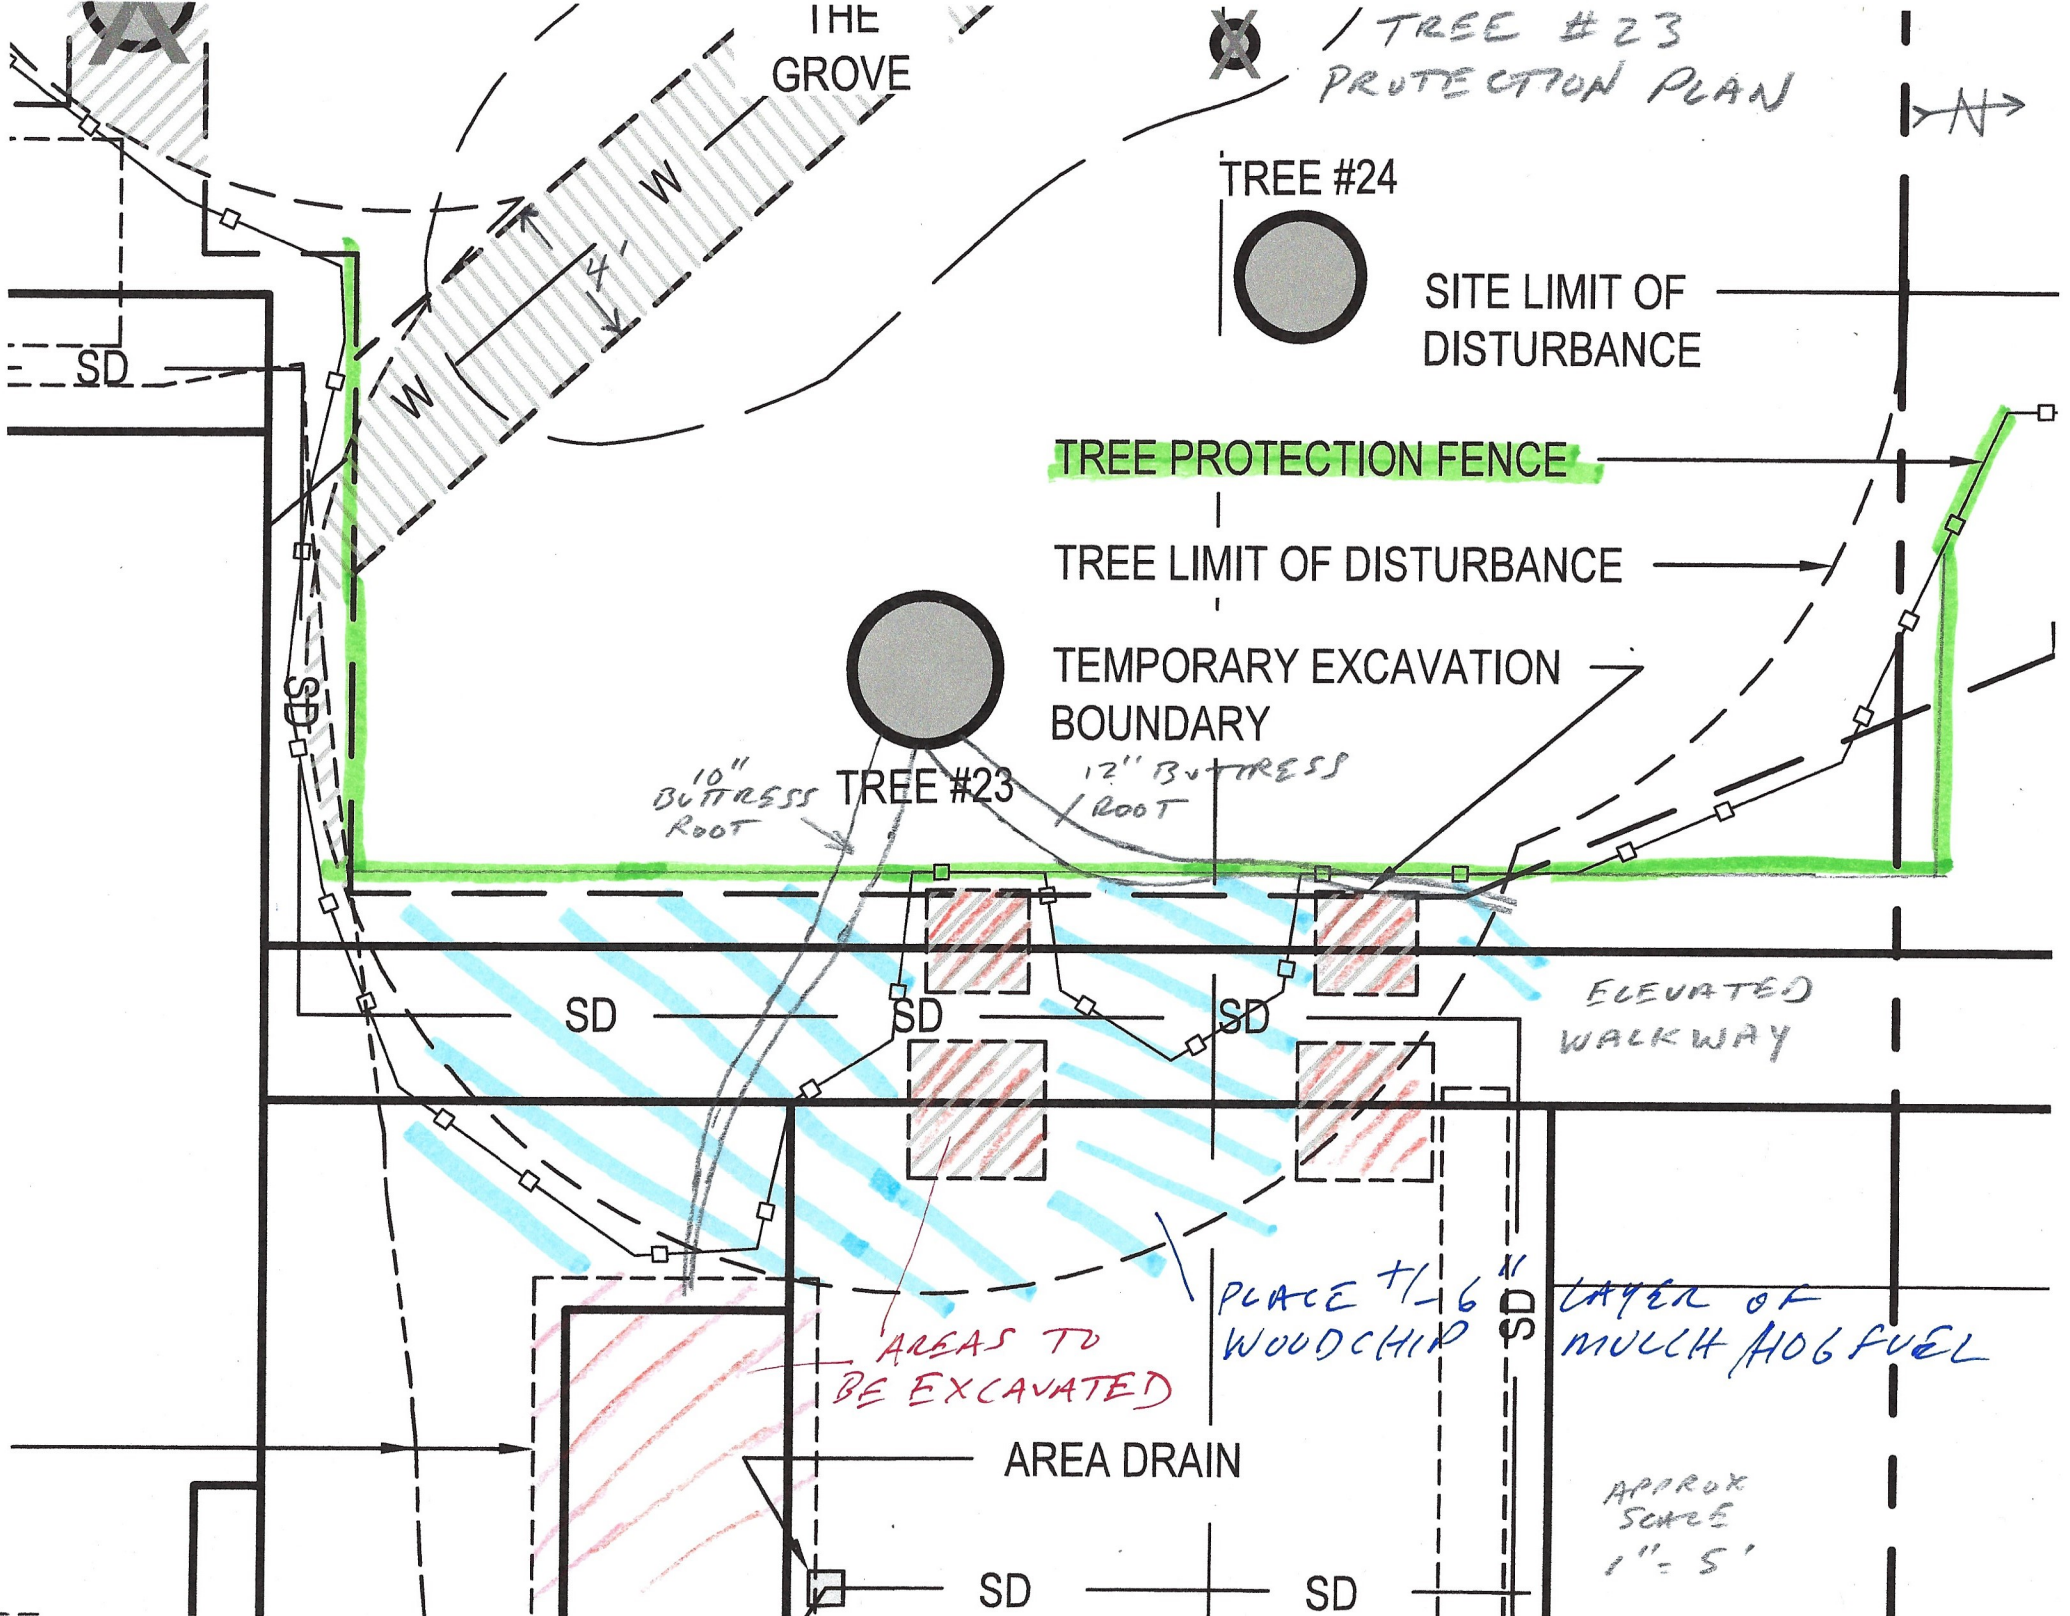 THE
GROVE
TREE #23
PROTECTION PLAN
N
W
TREE #24
4'
SITE LIMIT OF
DISTURBANCE
SD
W
TREE PROTECTION FENCE
TREE LIMIT OF DISTURBANCE
TEMPORARY EXCAVATION
BOUNDARY
SD
10"
BUTTRESS
ROOT
TREE #23
12" BUTTRESS
ROOT
ELEVATED
WALKWAY
SD
SD
SD
PLACE +/- 6" LAYER OF
WOODCHIP MULCH/HOG FUEL
SD
AREAS TO
BE EXCAVATED
AREA DRAIN
APPROX
SCALE
1" = 5'
SD
SD